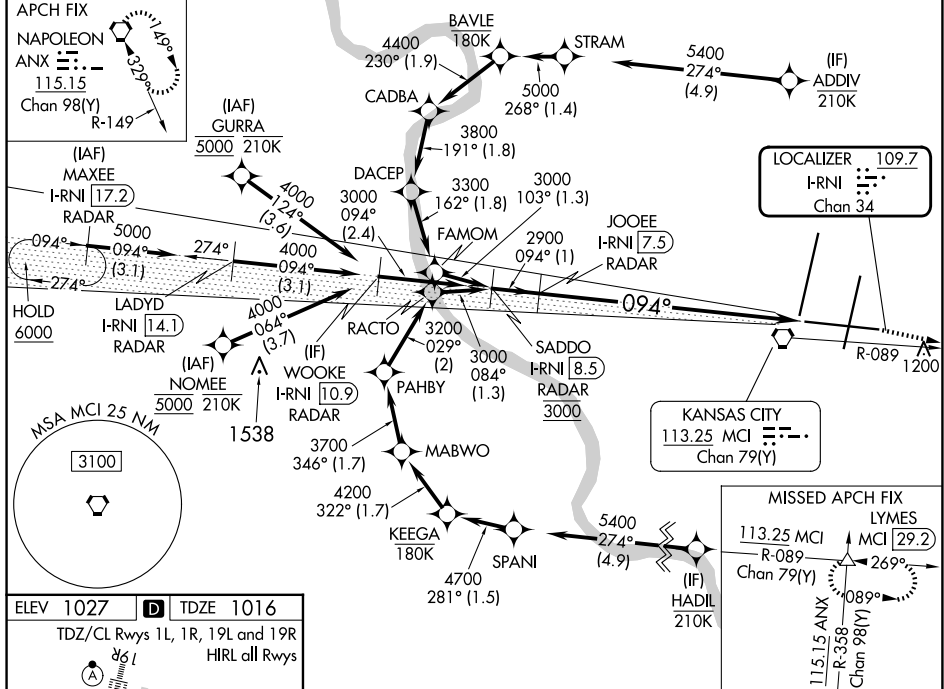 APCH FIX
NAPOLEON
ANX
115.15
Chan 98(Y)
149°
329°
R-149
BAVLE
180K
STRAM
4400
230° (1.9)
5000
268° (1.4)
5400
274°
(4.9)
(IF)
ADDIV
210K
CADBA
3800
191° (1.8)
(IAF)
GURRA
5000 210K
DACEP
3300
162° (1.8)
3000
103° (1.3)
LOCALIZER 109.7
I-RNI
Chan 34
(IAF)
MAXEE
I-RNI 17.2
RADAR
4000
124°
(3.6)
3000
094°
(2.4)
FAMOM
2900
094° (1)
JOOEE
I-RNI 7.5
RADAR
094°
5000
094°
(3.1)
274°
4000
094°
(3.1)
094°
274°
HOLD
6000
LADYD
I-RNI 14.1
RADAR
4000
064°
(3.7)
RACTO
(IF)
WOOKE
I-RNI 10.9
RADAR
3200
029°
(2)
3000
084°
(1.3)
SADDO
I-RNI 8.5
RADAR
3000
R-089
1200
(IAF)
NOMEE
5000 210K
1538
PAHBY
KANSAS CITY
113.25 MCI
Chan 79(Y)
MSA MCI 25 NM
3100
3700
346° (1.7)
MABWO
4200
322° (1.7)
KEEGA
180K
SPANI
4700
281° (1.5)
5400
274°
(4.9)
(IF)
HADIL
210K
MISSED APCH FIX
LYMES
MCI 29.2
113.25 MCI
R-089
Chan 79(Y)
269°
089°
115.15 ANX
R-358
Chan 98(Y)
ELEV 1027 D TDZE 1016
TDZ/CL Rwys 1L, 1R, 19L and 19R
HIRL all Rwys
19R
A